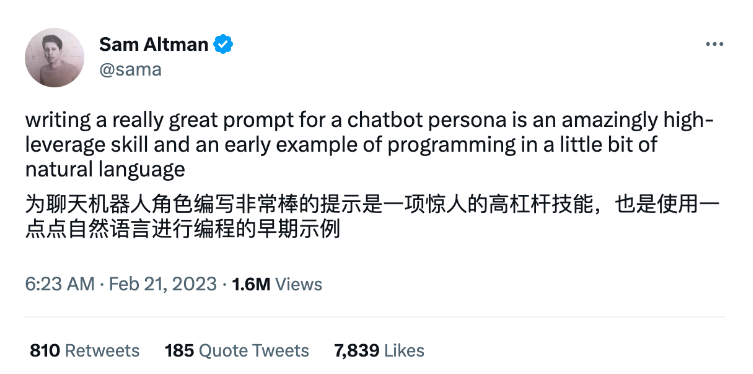 Sam Altman
@sama
writing a really great prompt for a chatbot persona is an amazingly high-
leverage skill and an early example of programming in a little bit of
natural language
为聊天机器人角色编写非常棒的提示是一项惊人的高杠杆技能，也是使用一
点点自然语言进行编程的早期示例
6:23 AM · Feb 21, 2023 · 1.6M Views
810 Retweets 185 Quote Tweets 7,839 Likes